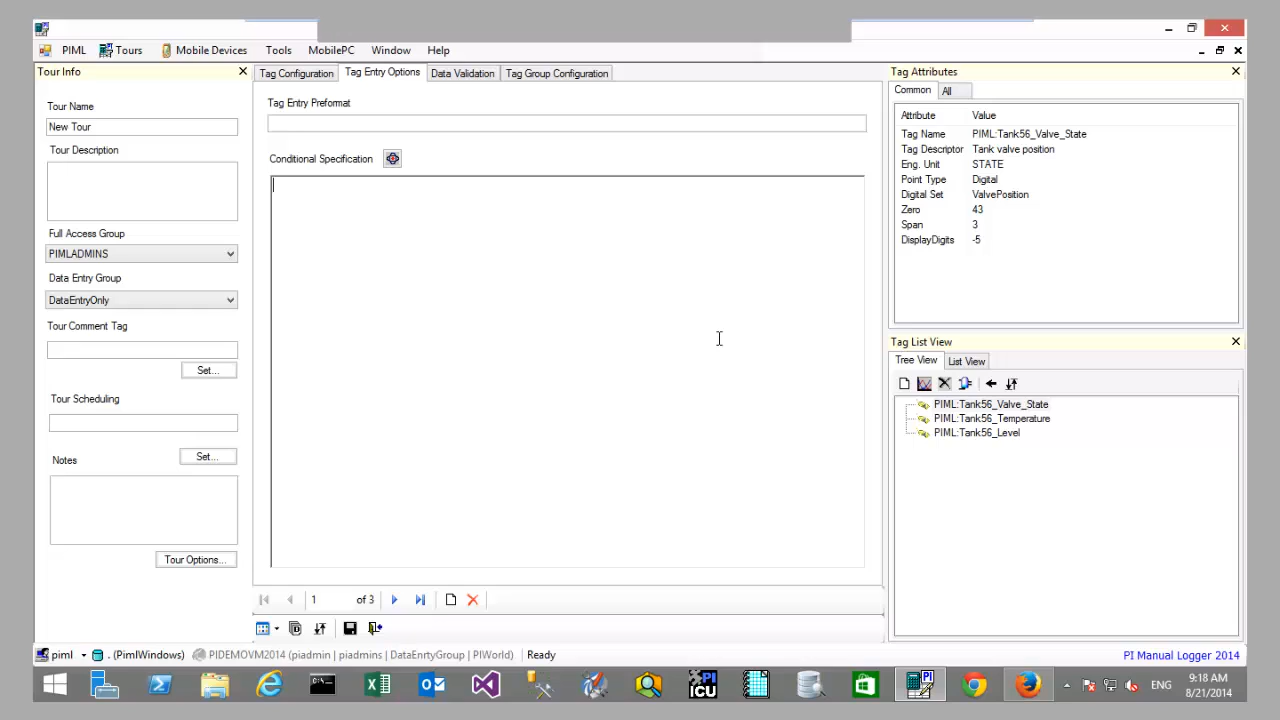 PIML Tours Mobile Devices Tools MobilePC Window Help
Tour Info
Tour Name
New Tour
Tour Description
Full Access Group
PIMLADMINS
Data Entry Group
DataEntryOnly
Tour Comment Tag
Set...
Tour Scheduling
Notes
Set...
Tour Options...
Tag Configuration Tag Entry Options Data Validation Tag Group Configuration
Tag Entry Preformat
Conditional Specification
1 of 3
Tag Attributes
Common All
Attribute Value
Tag Name PIML:Tank56_Valve_State
Tag Descriptor Tank valve position
Eng. Unit STATE
Point Type Digital
Digital Set ValvePosition
Zero 43
Span 3
DisplayDigits -5
Tag List View
Tree View List View
PIML:Tank56_Valve_State
PIML:Tank56_Temperature
PIML:Tank56_Level
piml . (PimlWindows) PIDEMOVM2014 (piadmin | piadmins | DataEnrtyGroup | PIWorld) Ready
PI Manual Logger 2014
PI
ICU
PI
ENG
9:18 AM
8/21/2014